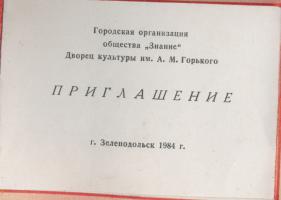 Городская организация
общества „Знание"
Дворец культуры им. А. М. Горького
ПРИГЛАШЕНИЕ
г. Зеленодольск 1984 г.